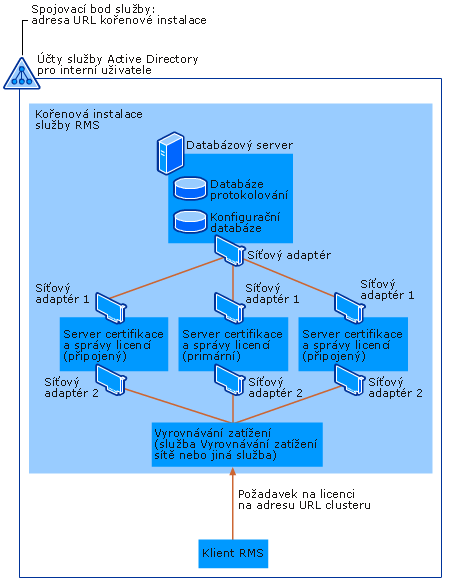 Spojovací bod služby:
adresa URL kořenové instalace
Účty služby Active Directory
pro interní uživatele
Kořenová instalace
služby RMS
Databázový server
Databáze
protokolování
Konfigurační
databáze
Síťový adaptér
Síťový
adaptér 1
Síťový
adaptér 1
Síťový
adaptér 1
Server certifikace
a správy licencí
(připojený)
Server certifikace
a správy licencí
(primární)
Server certifikace
a správy licencí
(připojený)
Síťový
adaptér 2
Síťový
adaptér 2
Síťový
adaptér 2
Vyrovnávání zatížení
(služba Vyrovnávání zatížení
sítě nebo jiná služba)
Požadavek na licenci
na adresu URL clusteru
Klient RMS